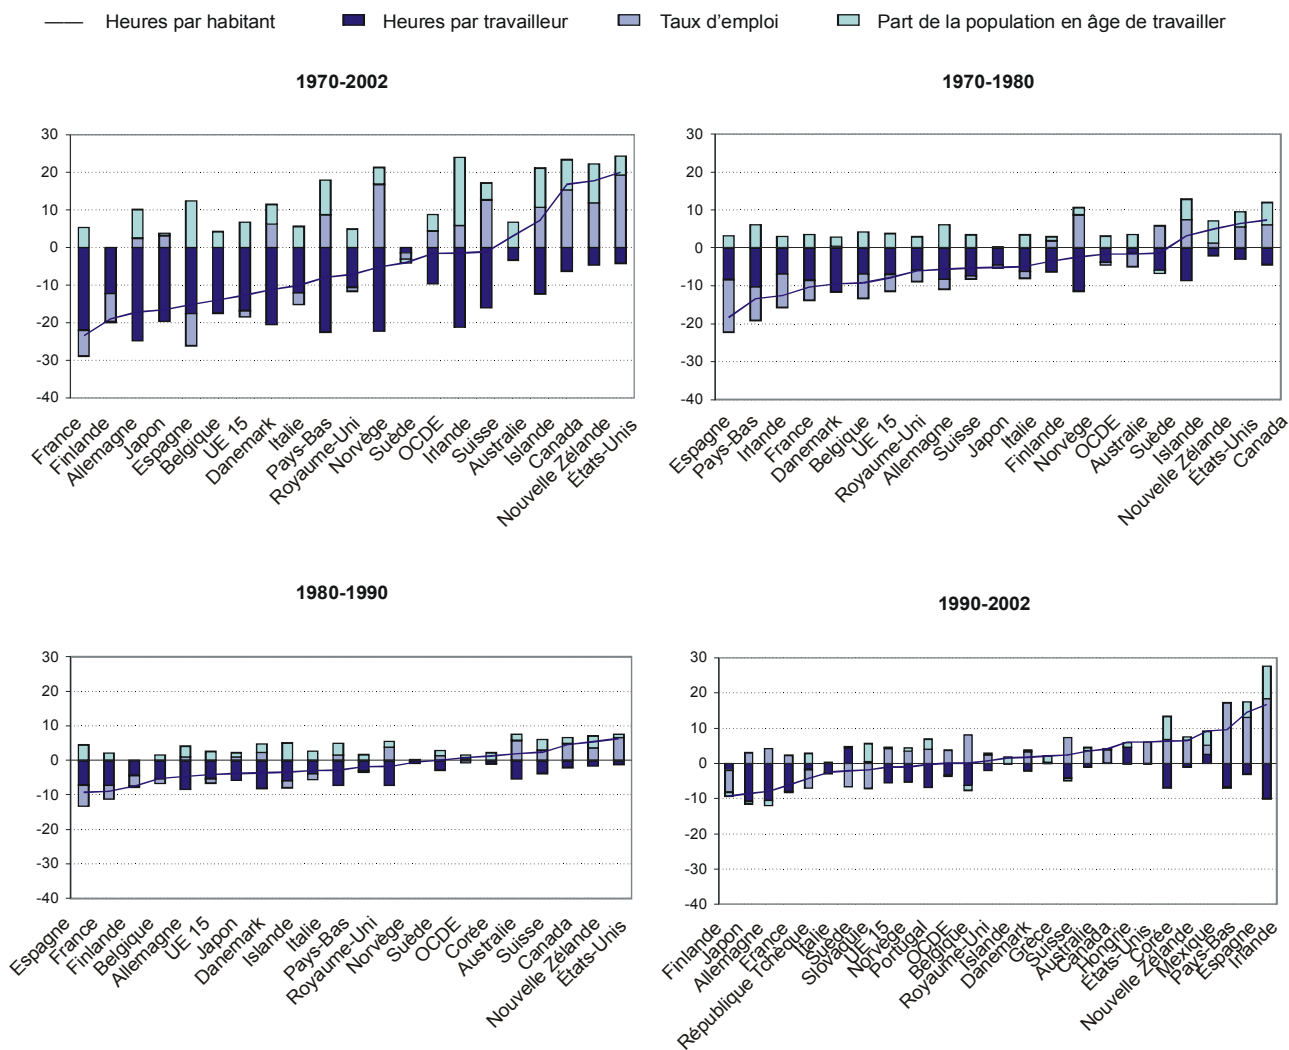 Heures par habitant
Heures par travailleur
Taux d'emploi
Part de la population en âge de travailler
1970-2002
30
20
10
0
-10
-20
-30
-40
France
Finlande
Allemagne
Japon
Espagne
Belgique
UE 15
Danemark
Italie
Pays-Bas
Royaume-Uni
Norvège
Suède
OCDE
Irlande
Suisse
Australie
Islande
Canada
Nouvelle Zélande
États-Unis
1970-1980
30
20
10
0
-10
-20
-30
-40
Espagne
Pays-Bas
Irlande
France
Danemark
Belgique
UE 15
Royaume-Uni
Allemagne
Suisse
Japon
Italie
Finlande
Norvège
OCDE
Australie
Suède
Islande
Nouvelle Zélande
États-Unis
Canada
1980-1990
30
20
10
0
-10
-20
-30
-40
Espagne
France
Finlande
Belgique
Allemagne
UE 15
Japon
Danemark
Islande
Italie
Pays-Bas
Royaume-Uni
Norvège
Suède
OCDE
Corée
Australie
Suisse
Canada
Nouvelle Zélande
États-Unis
1990-2002
30
20
10
0
-10
-20
-30
-40
Finlande
Japon
Allemagne
France
République Tchèque
Italie
Suède
Slovaquie
UE 15
Norvège
Portugal
OCDE
Belgique
Royaume-Uni
Islande
Danemark
Grèce
Suisse
Australie
Canada
Hongrie
États-Unis
Corée
Nouvelle Zélande
Mexique
Pays-Bas
Espagne
Irlande